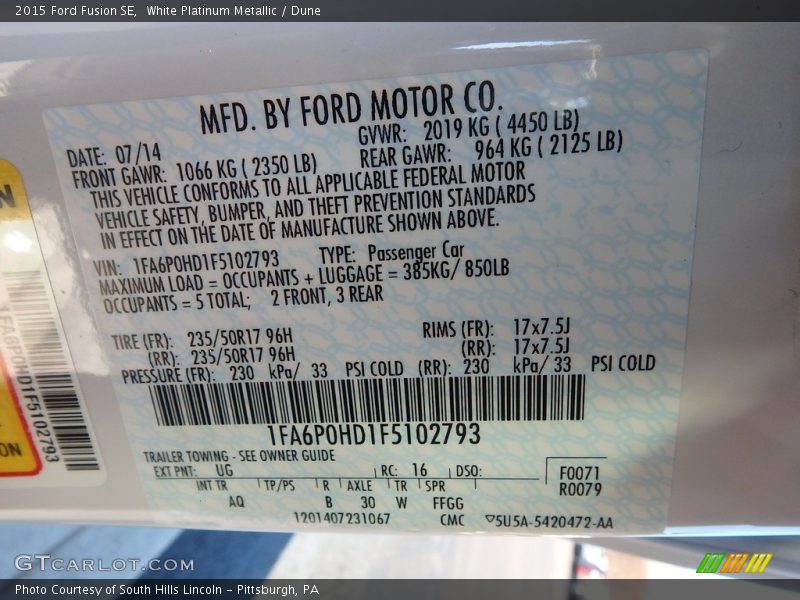 2015 Ford Fusion SE,  White Platinum Metallic / Dune
MFD. BY FORD MOTOR CO.
DATE: 07/14 GVWR: 2019 KG ( 4450 LB)
FRONT GAWR: 1066 KG ( 2350 LB) REAR GAWR: 964 KG ( 2125 LB)
THIS VEHICLE CONFORMS TO ALL APPLICABLE FEDERAL MOTOR
VEHICLE SAFETY, BUMPER, AND THEFT PREVENTION STANDARDS
IN EFFECT ON THE DATE OF MANUFACTURE SHOWN ABOVE.
VIN: 1FA6P0HD1F5102793 TYPE: Passenger Car
MAXIMUM LOAD = OCCUPANTS + LUGGAGE = 385KG/ 850LB
OCCUPANTS = 5 TOTAL; 2 FRONT, 3 REAR
TIRE (FR): 235/50R17 96H RIMS (FR): 17x7.5J
(RR): 235/50R17 96H (RR): 17x7.5J
PRESSURE (FR): 230 kPa/ 33 PSI COLD (RR): 230 kPa/ 33 PSI COLD
1FA6P0HD1F5102793
TRAILER TOWING - SEE OWNER GUIDE
EXT PNT: UG RC: 16 DSO: F0071
INT TR TP/PS R AXLE TR SPR R0079
AQ B 30 W FFGG
1201407231067 CMC 5U5A-5420472-AA
N
1FA6P0HD1F5102793
ON
GTCARLOT.COM
Photo Courtesy of South Hills Lincoln - Pittsburgh, PA